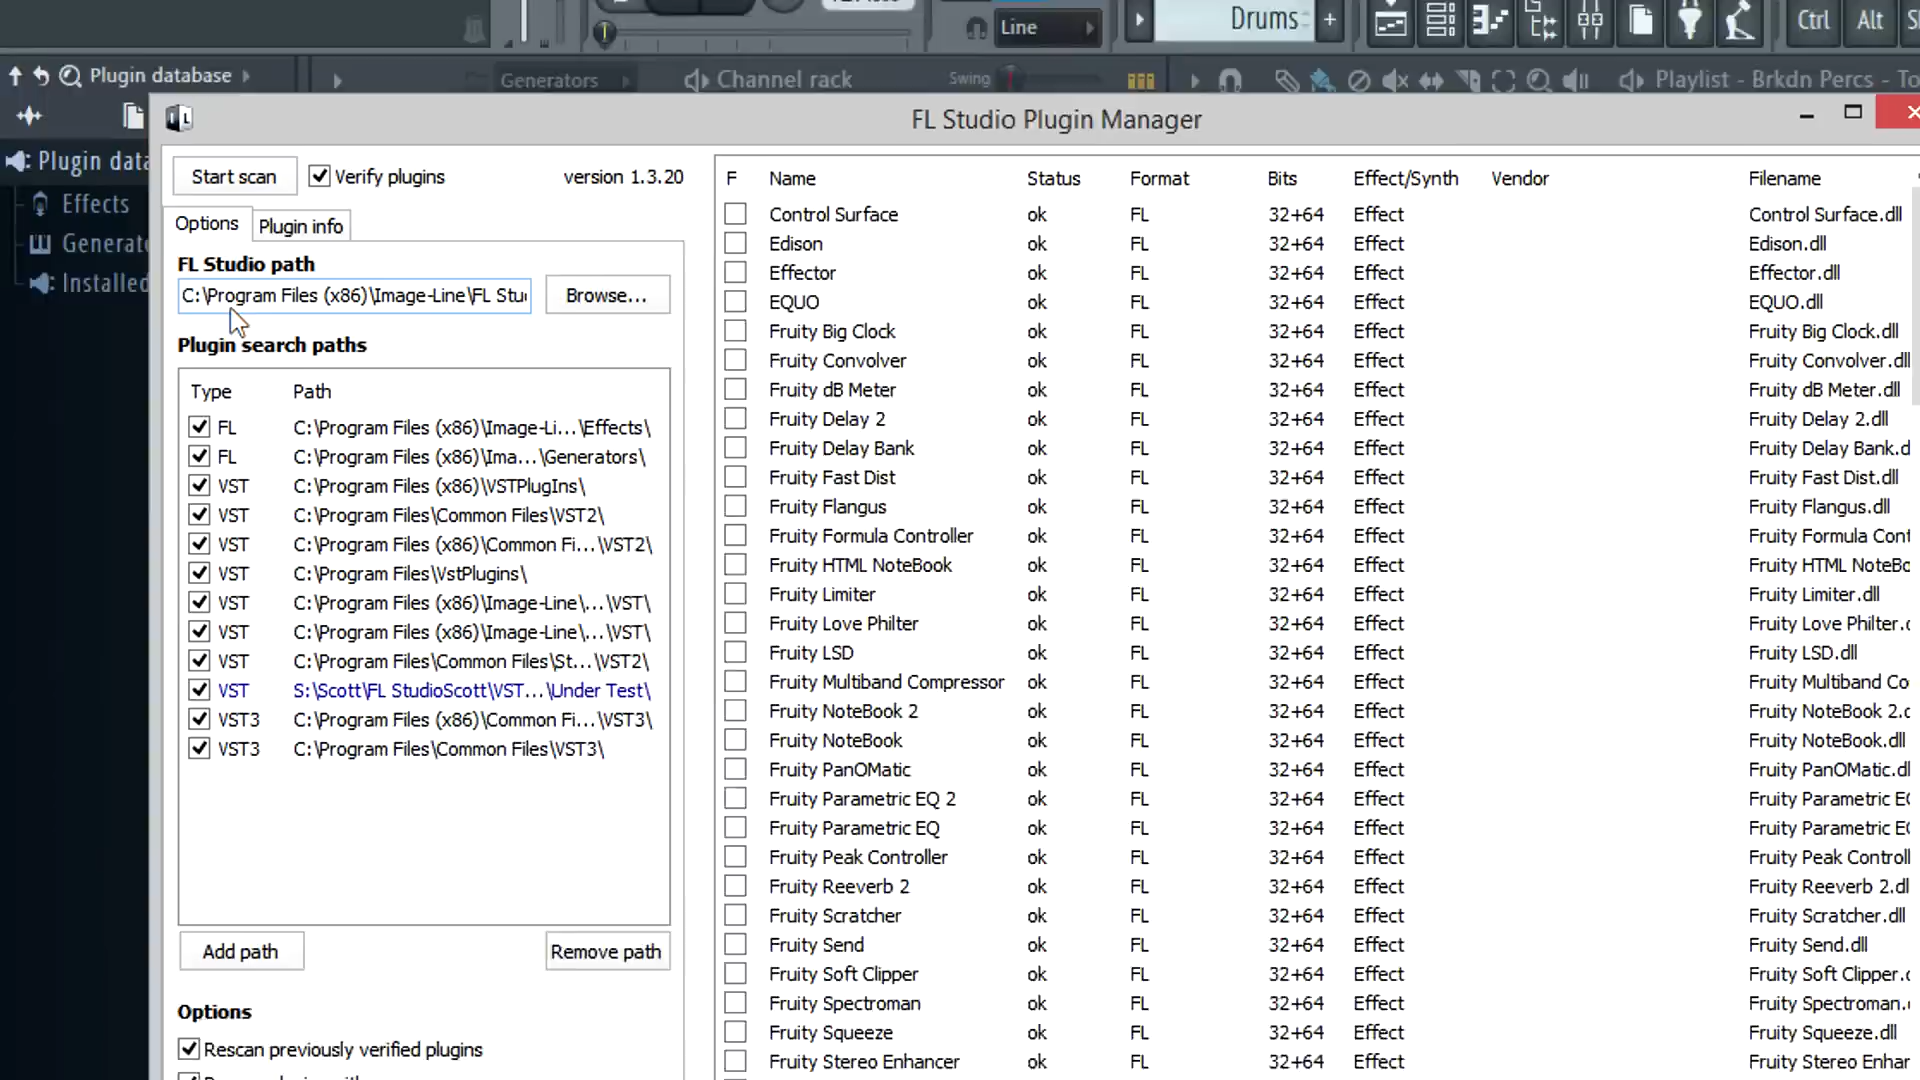 Line
Drums
Ctrl
Alt
Plugin database
Generators
Channel rack
Swing
Playlist - Brkdn Percs -
FL Studio Plugin Manager
Plugin
Effects
Installed
Start scan
Verify plugins
version 1.3.20
Options
Plugin info
FL Studio path
C:\Program Files (x86)\Image-Line\FL
Browse...
Plugin search paths
Type Path
FL C:\Program Files (x86)\Image-Li...\Effects\
FL C:\Program Files (x86)\Ima...\Generators\
VST C:\Program Files (x86)\VSTPlugIns\
VST C:\Program Files\Common Files\VST2\
VST C:\Program Files (x86)\Common Fi...\VST2\
VST C:\Program Files\VstPlugins\
VST C:\Program Files (x86)\Image-Line\...\VST\
VST C:\Program Files (x86)\Image-Line\...\VST\
VST C:\Program Files\Common Files\St...\VST2\
VST S:\Scott\FL StudioScott\VST...\Under Test\
VST3 C:\Program Files (x86)\Common Fi...\VST3\
VST3 C:\Program Files\Common Files\VST3\
Add path
Remove path
Options
Rescan previously verified plugins
F Name Status Format Bits Effect/Synth Vendor Filename
Control Surface ok FL 32+64 Effect Control Surface.dll
Edison ok FL 32+64 Effect Edison.dll
Effector ok FL 32+64 Effect Effector.dll
EQUO ok FL 32+64 Effect EQUO.dll
Fruity Big Clock ok FL 32+64 Effect Fruity Big Clock.dll
Fruity Convolver ok FL 32+64 Effect Fruity Convolver.dll
Fruity dB Meter ok FL 32+64 Effect Fruity dB Meter.dll
Fruity Delay 2 ok FL 32+64 Effect Fruity Delay 2.dll
Fruity Delay Bank ok FL 32+64 Effect Fruity Delay Bank.d
Fruity Fast Dist ok FL 32+64 Effect Fruity Fast Dist.dll
Fruity Flangus ok FL 32+64 Effect Fruity Flangus.dll
Fruity Formula Controller ok FL 32+64 Effect Fruity Formula Cont
Fruity HTML NoteBook ok FL 32+64 Effect Fruity HTML NoteBo
Fruity Limiter ok FL 32+64 Effect Fruity Limiter.dll
Fruity Love Philter ok FL 32+64 Effect Fruity Love Philter.d
Fruity LSD ok FL 32+64 Effect Fruity LSD.dll
Fruity Multiband Compressor ok FL 32+64 Effect Fruity Multiband Co
Fruity NoteBook 2 ok FL 32+64 Effect Fruity NoteBook 2.d
Fruity NoteBook ok FL 32+64 Effect Fruity NoteBook.dll
Fruity PanOMatic ok FL 32+64 Effect Fruity PanOMatic.dl
Fruity Parametric EQ 2 ok FL 32+64 Effect Fruity Parametric EQ
Fruity Parametric EQ ok FL 32+64 Effect Fruity Parametric EQ
Fruity Peak Controller ok FL 32+64 Effect Fruity Peak Controll
Fruity Reeverb 2 ok FL 32+64 Effect Fruity Reeverb 2.dll
Fruity Scratcher ok FL 32+64 Effect Fruity Scratcher.dll
Fruity Send ok FL 32+64 Effect Fruity Send.dll
Fruity Soft Clipper ok FL 32+64 Effect Fruity Soft Clipper.d
Fruity Spectroman ok FL 32+64 Effect Fruity Spectroman.
Fruity Squeeze ok FL 32+64 Effect Fruity Squeeze.dll
Fruity Stereo Enhancer ok FL 32+64 Effect Fruity Stereo Enhan